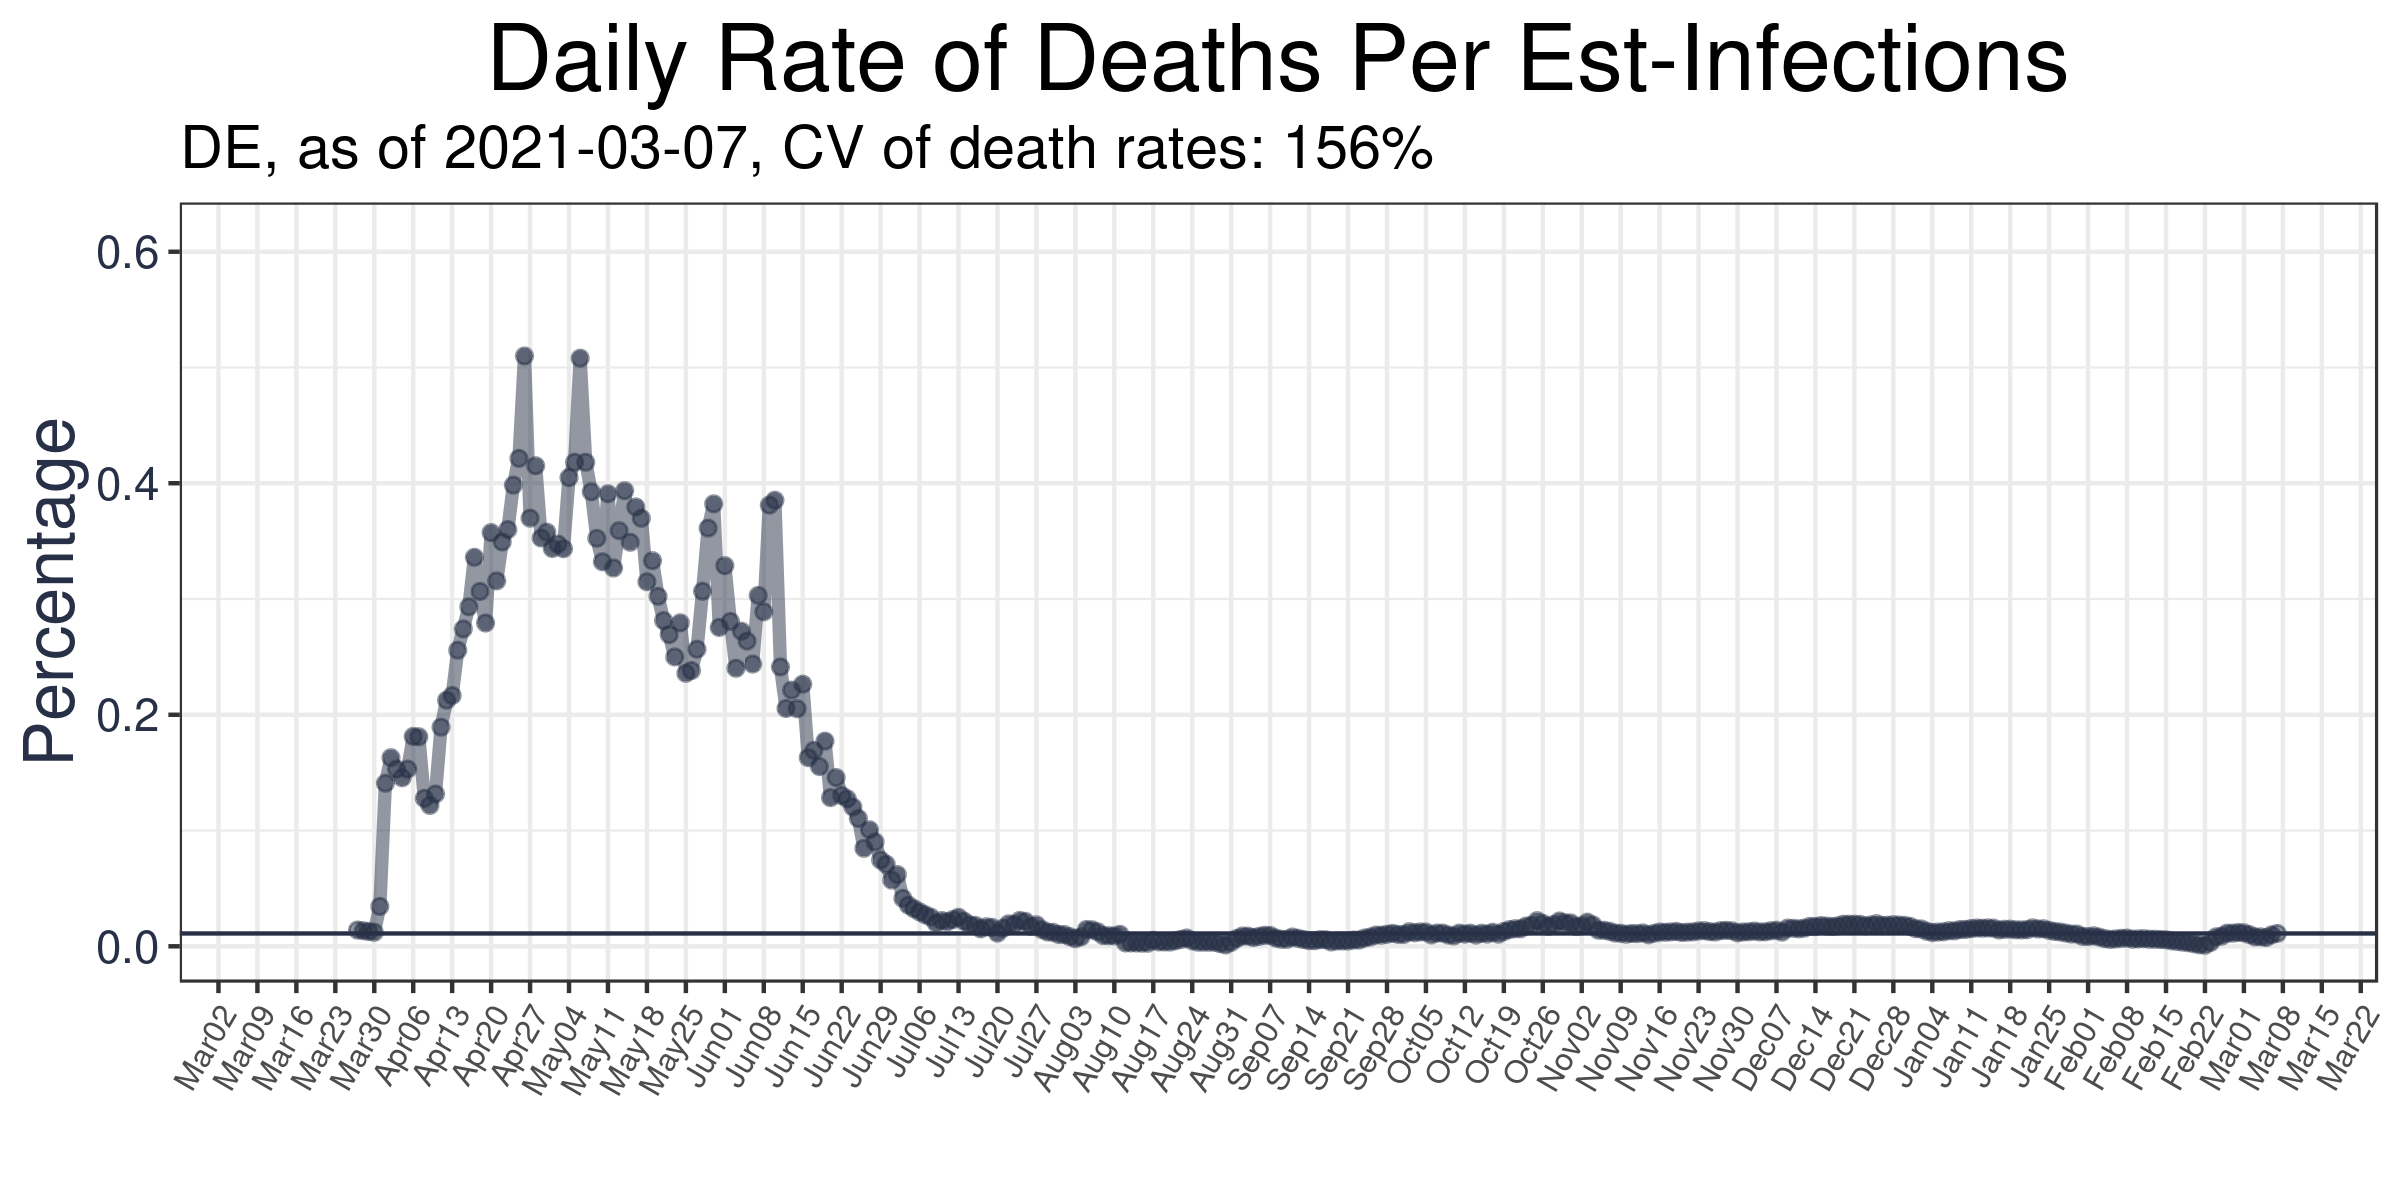 Daily Rate of Deaths Per Est-Infections
DE, as of 2021-03-07, CV of death rates: 156%
Percentage
0.6
0.4
0.2
0.0
Mar02 Mar09 Mar16 Mar23 Mar30 Apr06 Apr13 Apr20 Apr27 May04 May11 May18 May25 Jun01 Jun08 Jun15 Jun22 Jun29 Jul06 Jul13 Jul20 Jul27 Aug03 Aug10 Aug17 Aug24 Aug31 Sep07 Sep14 Sep21 Sep28 Oct05 Oct12 Oct19 Oct26 Nov02 Nov09 Nov16 Nov23 Nov30 Dec07 Dec14 Dec21 Dec28 Jan04 Jan11 Jan18 Jan25 Feb01 Feb08 Feb15 Feb22 Mar01 Mar08 Mar15 Mar22